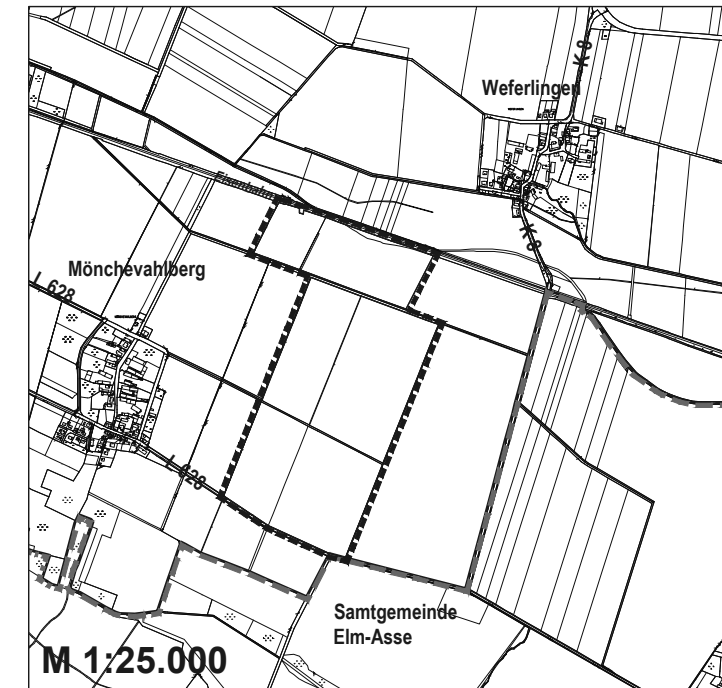 K 8
Weferlingen
Eisenbahn
K 8
Mönchevahlberg
L 628
L 628
Samtgemeinde
Elm-Asse
M 1:25.000